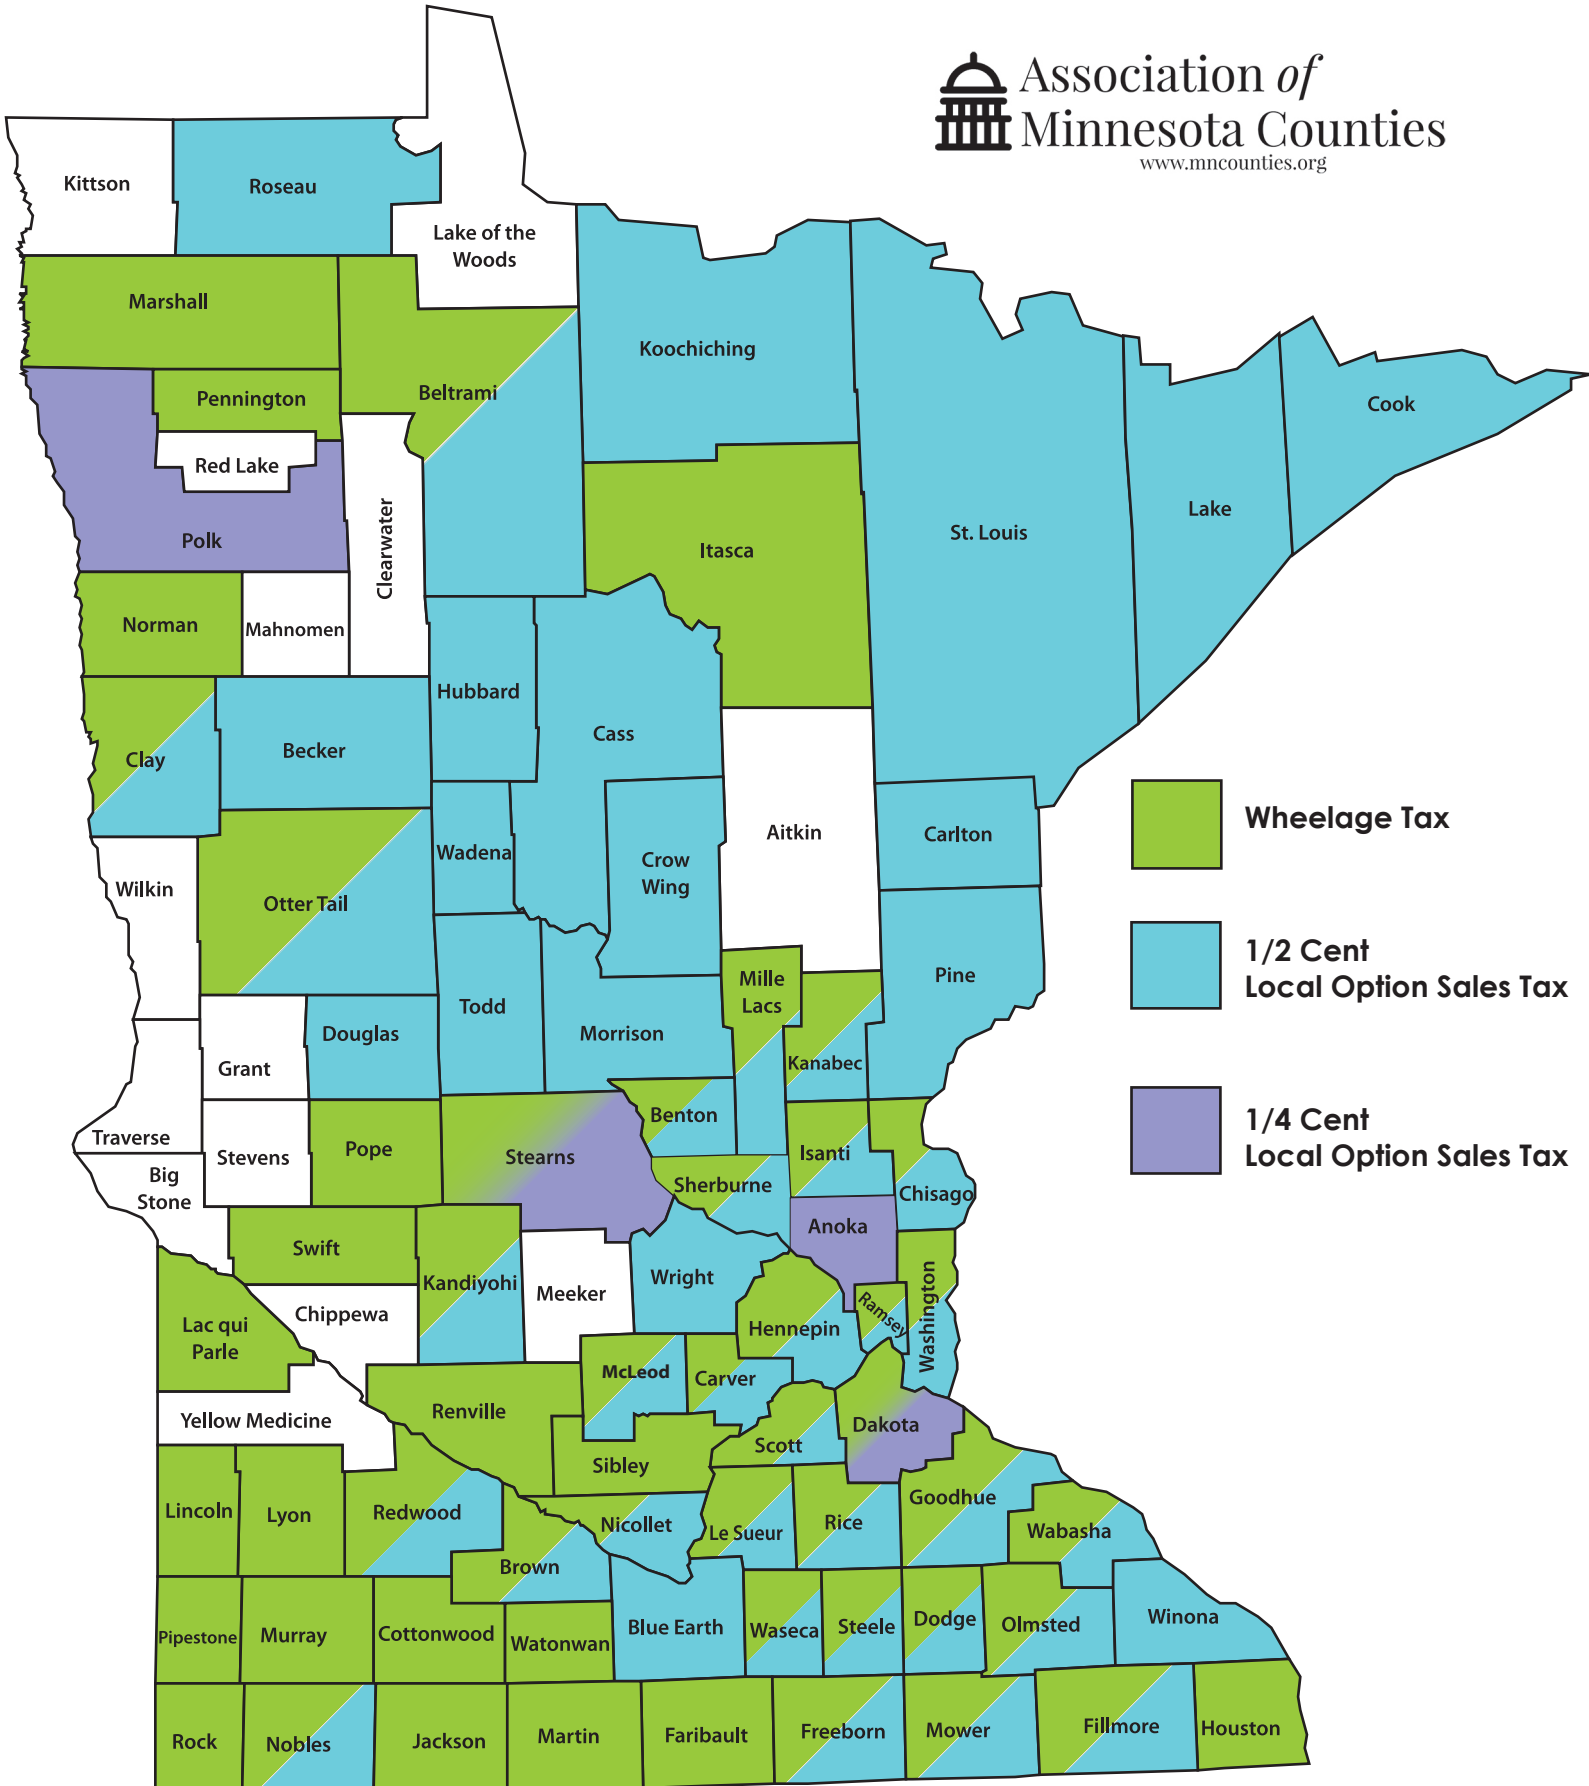 Association of
Minnesota Counties
www.mncounties.org
Kittson
Roseau
Lake of the
Woods
Marshall
Koochiching
Beltrami
Pennington
Cook
Red Lake
Lake
St. Louis
Polk
Clearwater
Itasca
Norman
Mahnomen
Hubbard
Cass
Becker
Clay
Wheelage Tax
Aitkin
Carlton
Wadena
Crow
Wing
Wilkin
Otter Tail
1/2 Cent
Local Option Sales Tax
Pine
Mille
Lacs
Todd
Douglas
Morrison
Grant
Kanabec
Benton
1/4 Cent
Local Option Sales Tax
Traverse
Stevens
Pope
Stearns
Isanti
Big
Stone
Sherburne
Chisago
Anoka
Swift
Kandiyohi
Wright
Meeker
Washington
Chippewa
Ramsey
Lac qui
Parle
Hennepin
McLeod
Carver
Yellow Medicine
Renville
Dakota
Scott
Sibley
Goodhue
Lincoln
Lyon
Redwood
Nicollet
Le Sueur
Rice
Wabasha
Brown
Pipestone
Murray
Cottonwood
Watonwan
Blue Earth
Waseca
Steele
Dodge
Olmsted
Winona
Rock
Nobles
Jackson
Martin
Faribault
Freeborn
Mower
Fillmore
Houston